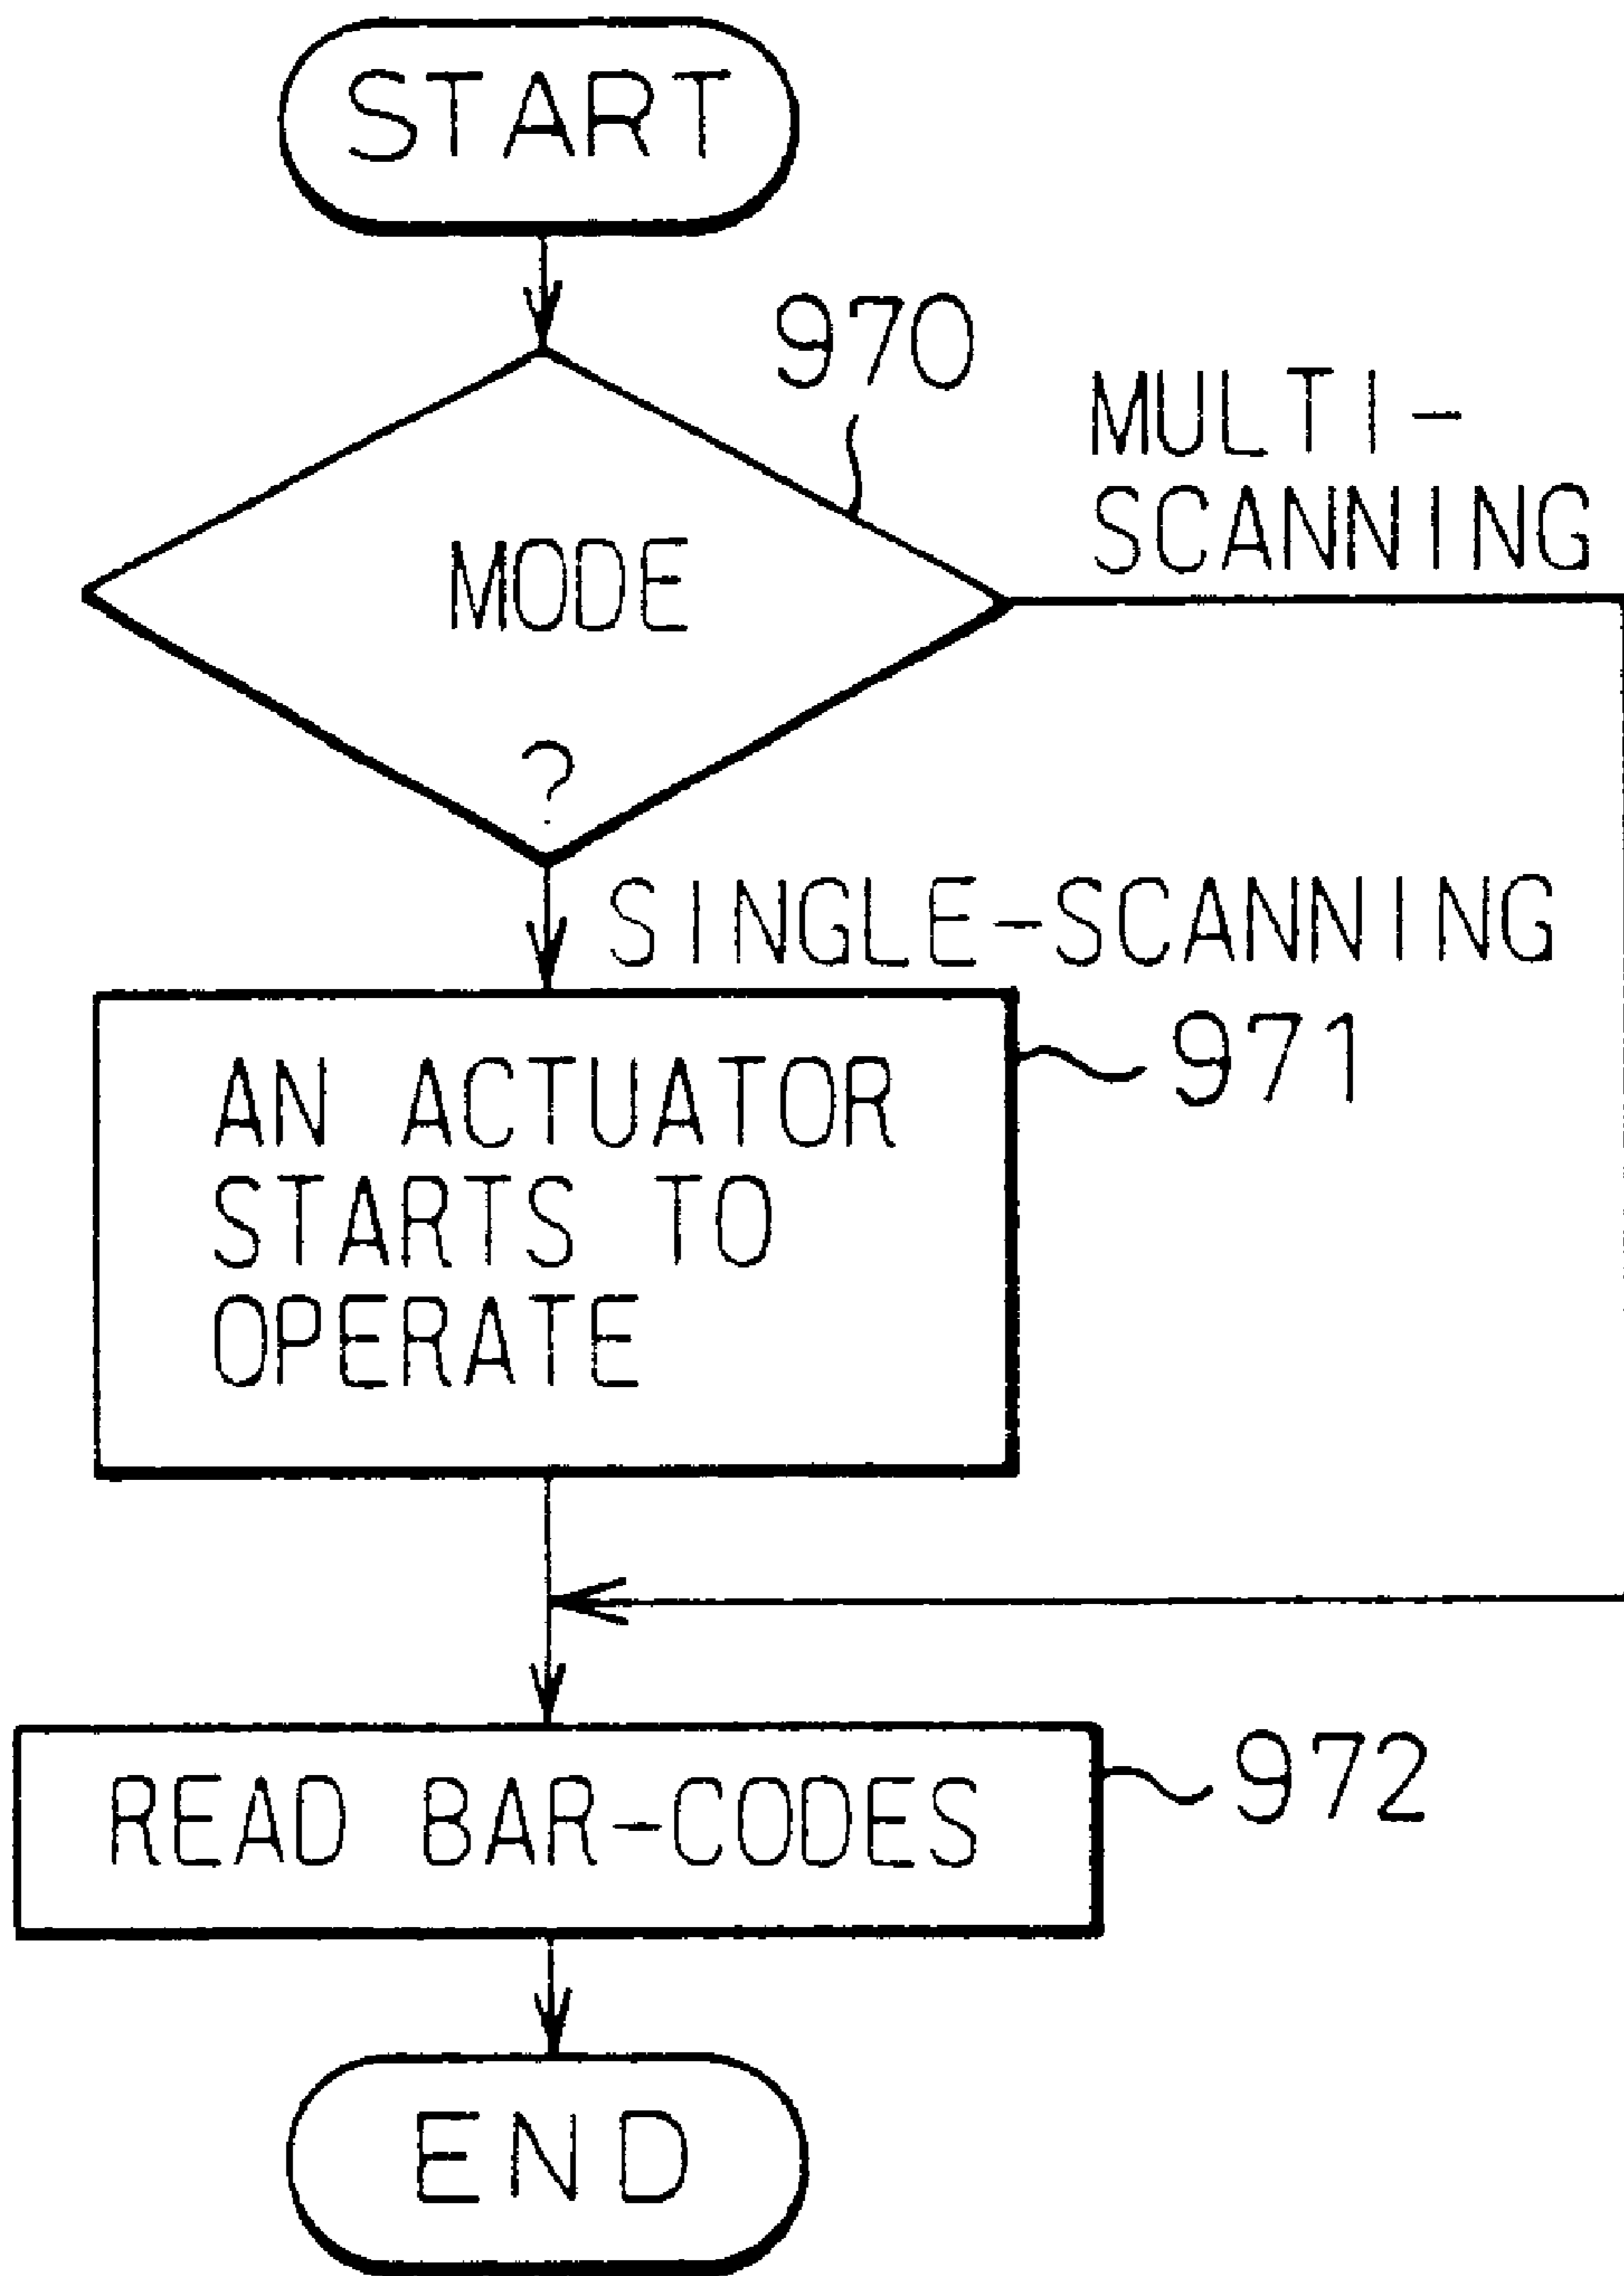 START
970
MULTI-
SCANNING
MODE
?
SINGLE-SCANNING
971
AN ACTUATOR
STARTS TO
OPERATE
972
READ BAR-CODES
END